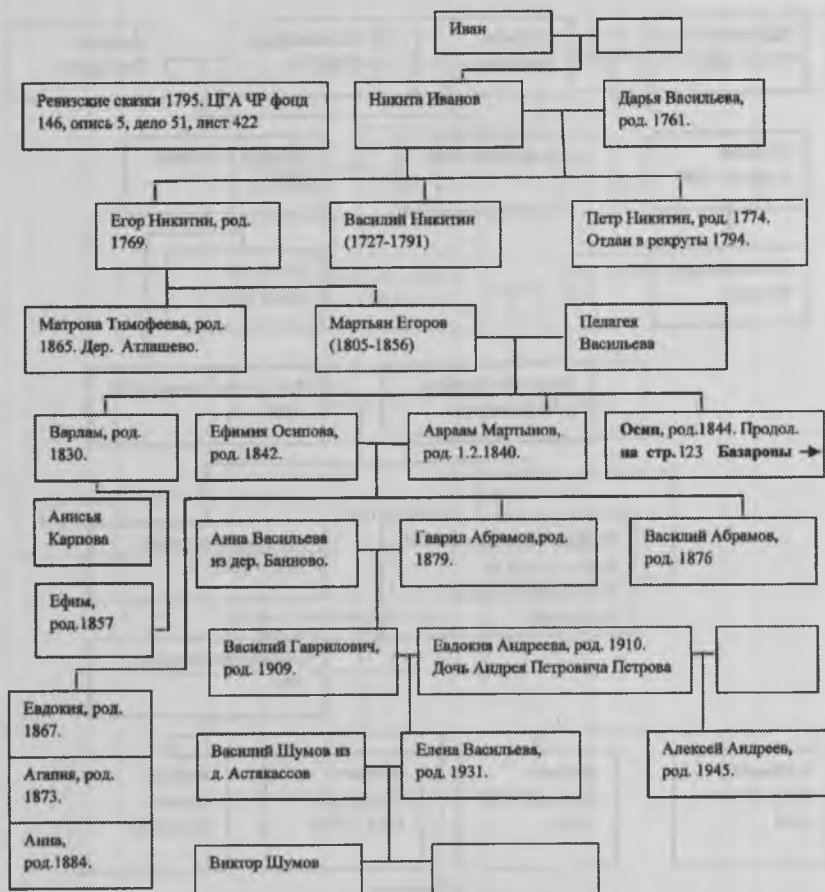 Иван
Ревизские сказки 1795. ЦГА ЧР фонд
146, опись 5, дело 51, лист 422
Никита Иванов
Дарья Васильева,
род. 1761.
Егор Никитин, род.
1769.
Василий Никитин
(1727-1791)
Петр Никитин, род. 1774.
Отдан в рекруты 1794.
Матрона Тимофеева, род.
1865. Дер. Атлашево.
Мартьян Егоров
(1805-1856)
Пелагея
Васильева
Варлам, род.
1830.
Ефимия Осипова,
род. 1842.
Авраам Мартынов,
род. 1.2.1840.
Осип, род.1844. Продол.
на стр.123 Базаровы →
Анисья
Карпова
Анна Васильева
из дер. Банново.
Гаврил Абрамов,род.
1879.
Василий Абрамов,
род. 1876
Ефим,
род.1857
Василий Гаврилович,
род. 1909.
Евдокия Андреева, род. 1910.
Дочь Андрея Петровича Петрова
Евдокия, род.
1867.
Агапия, род.
1873.
Анна,
род.1884.
Василий Шумов из
д. Астакассов
Елена Васильева,
род. 1931.
Алексей Андреев,
род. 1945.
Виктор Шумов